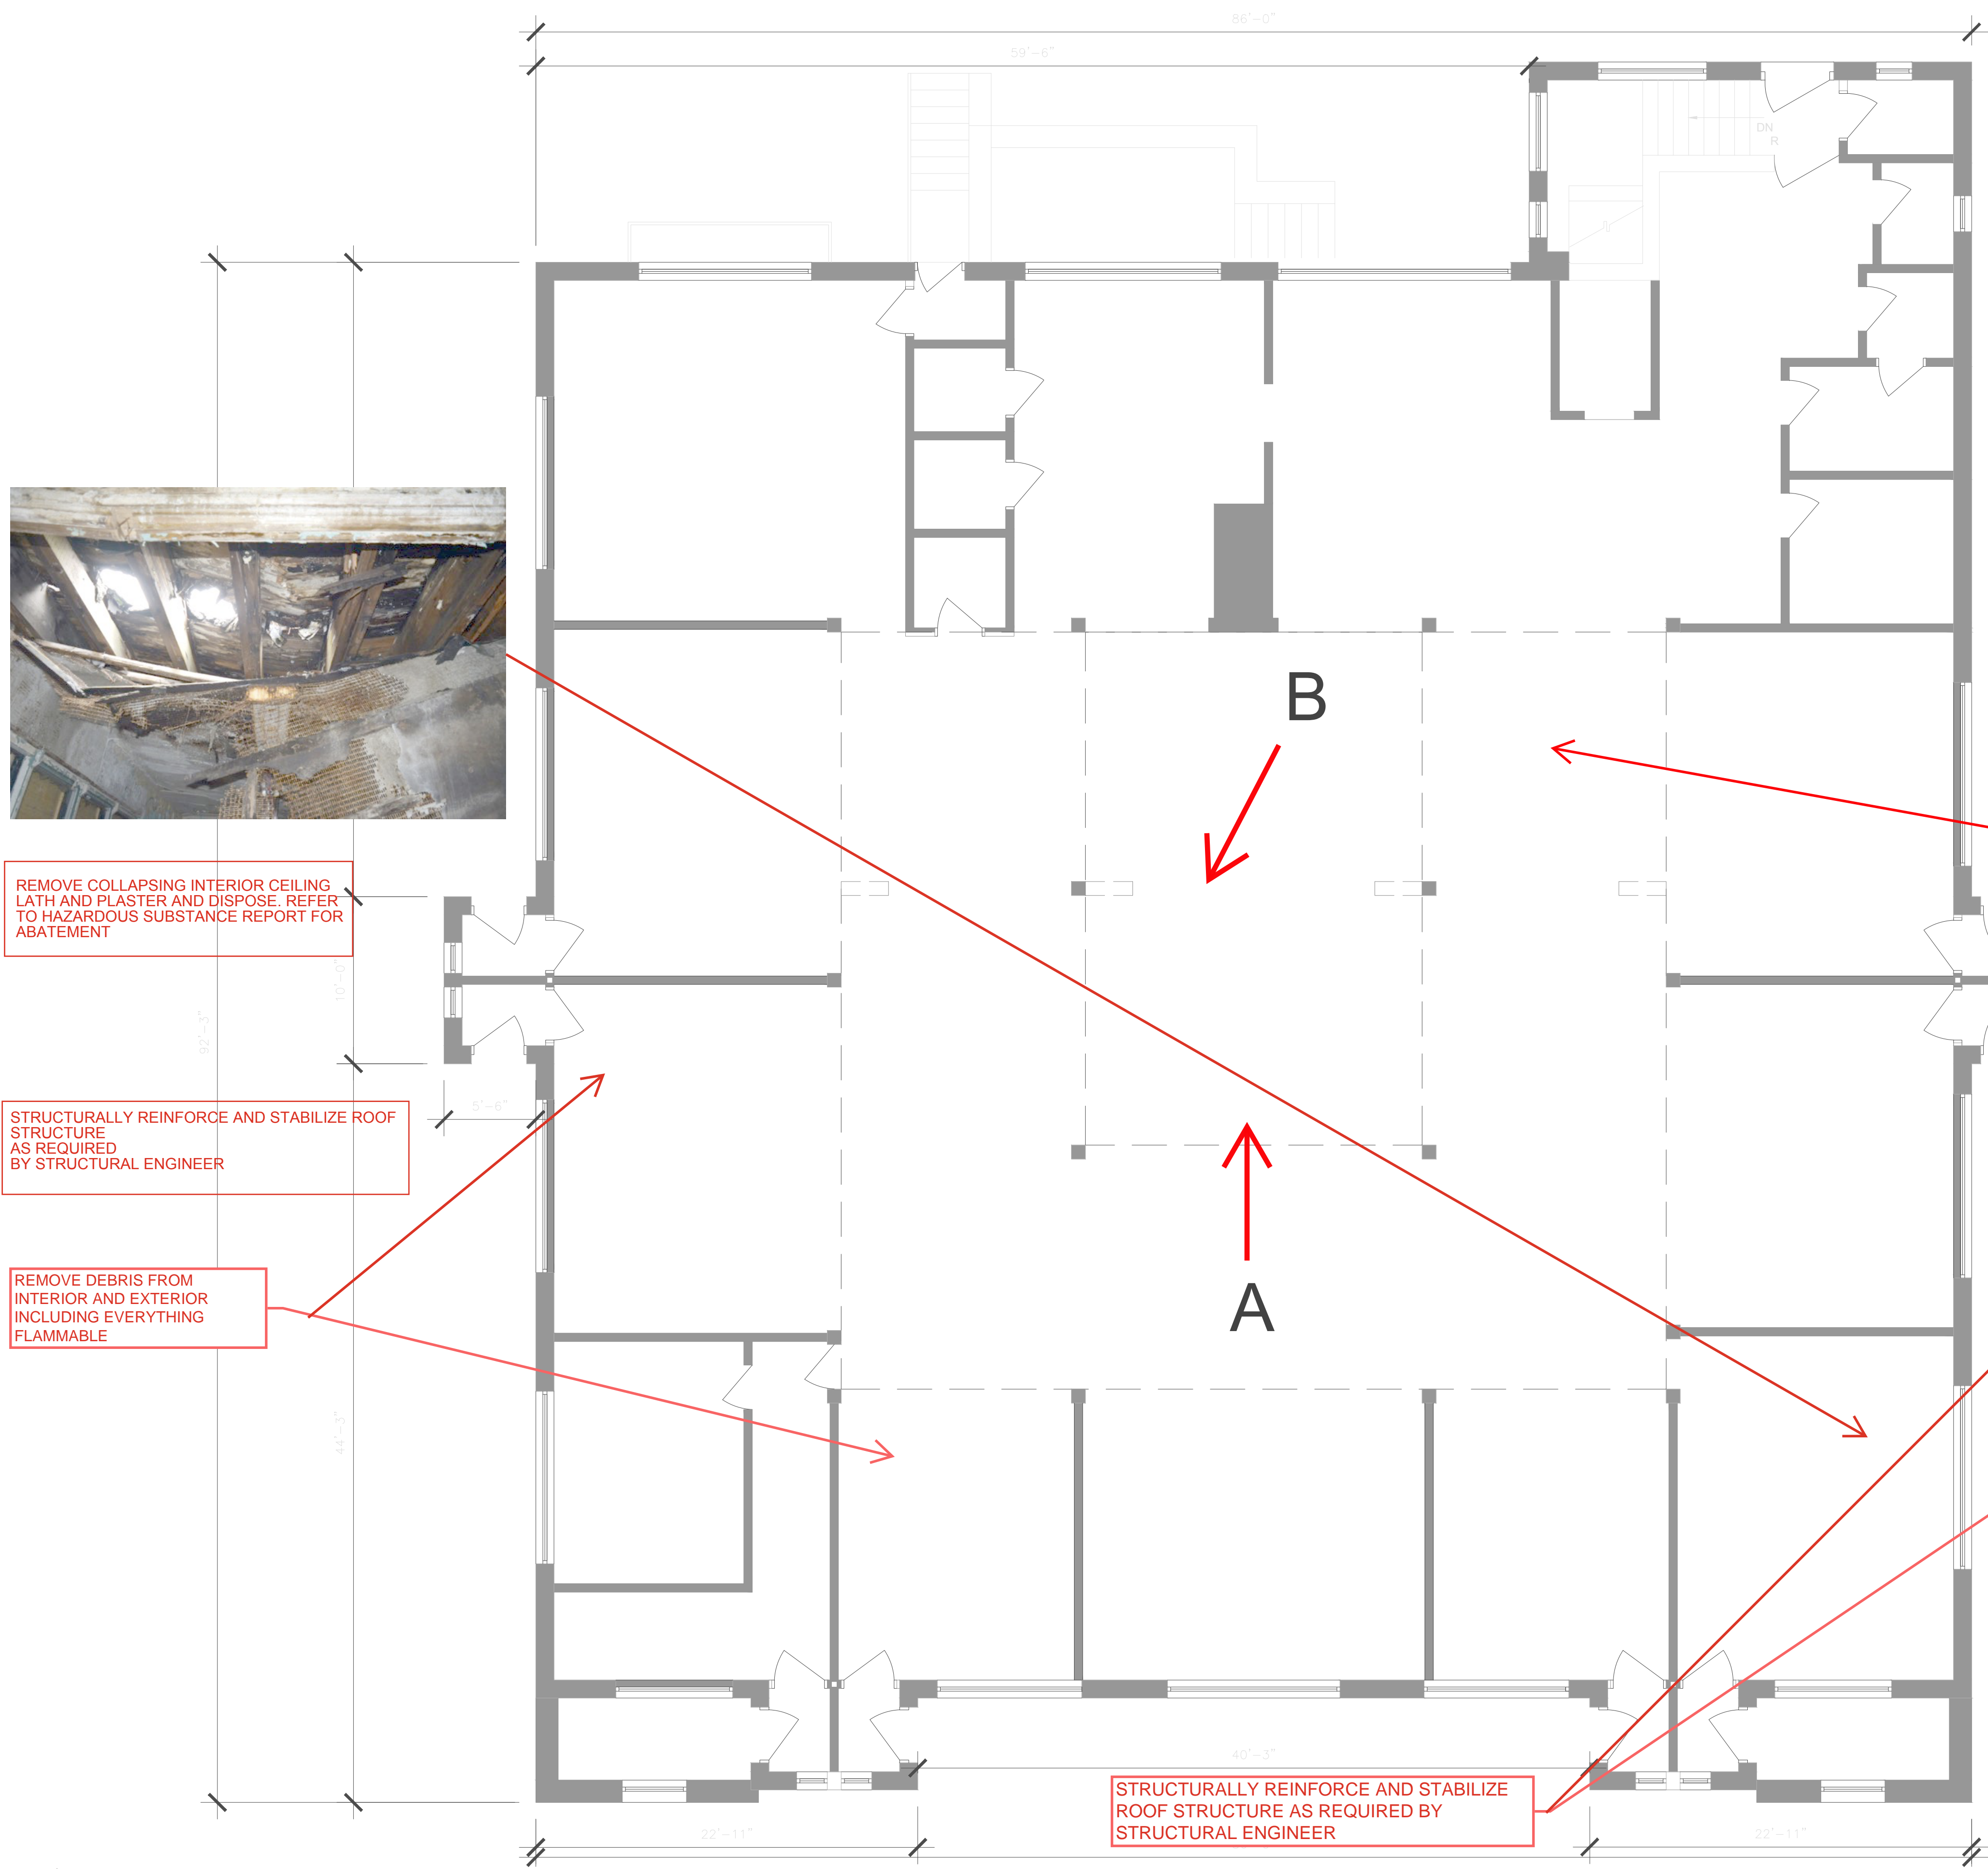 86'-0"
59'-6"
DN
R
B
REMOVE COLLAPSING INTERIOR CEILING
LATH AND PLASTER AND DISPOSE. REFER
TO HAZARDOUS SUBSTANCE REPORT FOR
ABATEMENT
10'-0"
92'-3"
5'-6"
STRUCTURALLY REINFORCE AND STABILIZE ROOF
STRUCTURE
AS REQUIRED
BY STRUCTURAL ENGINEER
REMOVE DEBRIS FROM
INTERIOR AND EXTERIOR
INCLUDING EVERYTHING
FLAMMABLE
A
44'-3"
40'-3"
STRUCTURALLY REINFORCE AND STABILIZE
ROOF STRUCTURE AS REQUIRED BY
STRUCTURAL ENGINEER
22'-11"
22'-11"